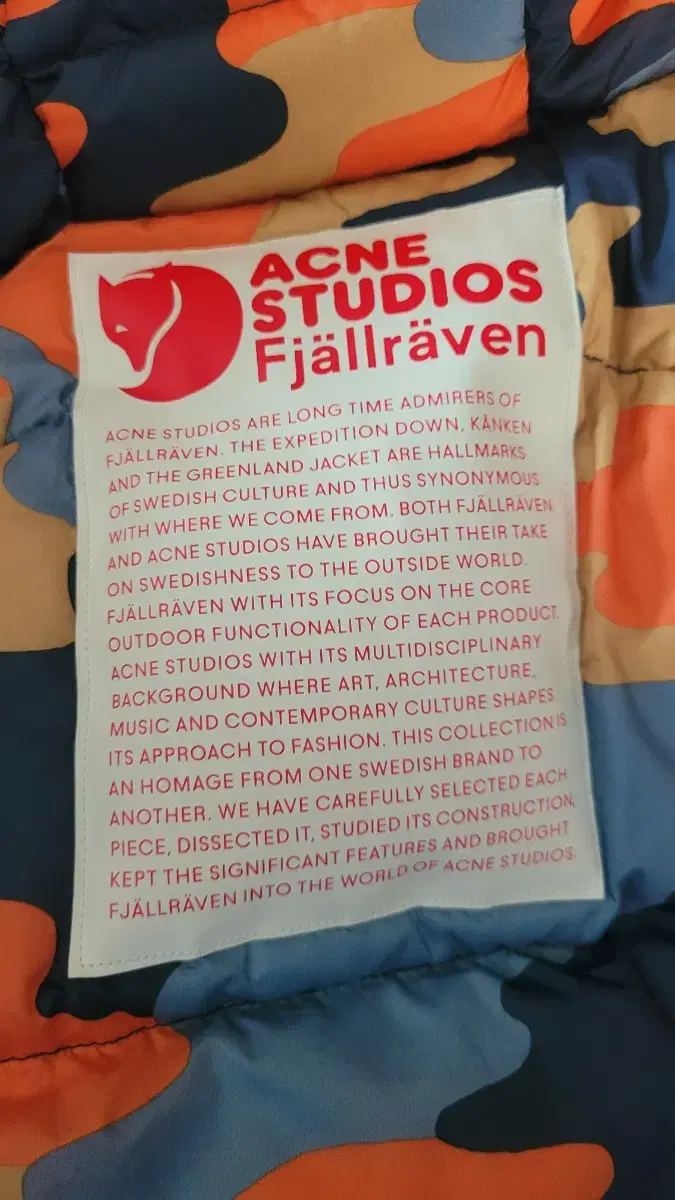 ACNE
STUDIOS
Fjällräven
ACNE STUDIOS ARE LONG TIME ADMIRERS OF
FJÄLLRÄVEN. THE EXPEDITION DOWN, KÅNKEN
AND THE GREENLAND JACKET ARE HALLMARKS
OF SWEDISH CULTURE AND THUS SYNONYMOUS
WITH WHERE WE COME FROM. BOTH FJÄLLRÄVEN
AND ACNE STUDIOS HAVE BROUGHT THEIR TAKE
ON SWEDISHNESS TO THE OUTSIDE WORLD.
FJÄLLRÄVEN WITH ITS FOCUS ON THE CORE
OUTDOOR FUNCTIONALITY OF EACH PRODUCT.
ACNE STUDIOS WITH ITS MULTIDISCIPLINARY
BACKGROUND WHERE ART, ARCHITECTURE,
MUSIC AND CONTEMPORARY CULTURE SHAPES
ITS APPROACH TO FASHION. THIS COLLECTION IS
AN HOMAGE FROM ONE SWEDISH BRAND TO
ANOTHER. WE HAVE CAREFULLY SELECTED EACH
PIECE, DISSECTED IT, STUDIED ITS CONSTRUCTION,
KEPT THE SIGNIFICANT FEATURES AND BROUGHT
FJÄLLRÄVEN INTO THE WORLD OF ACNE STUDIOS.